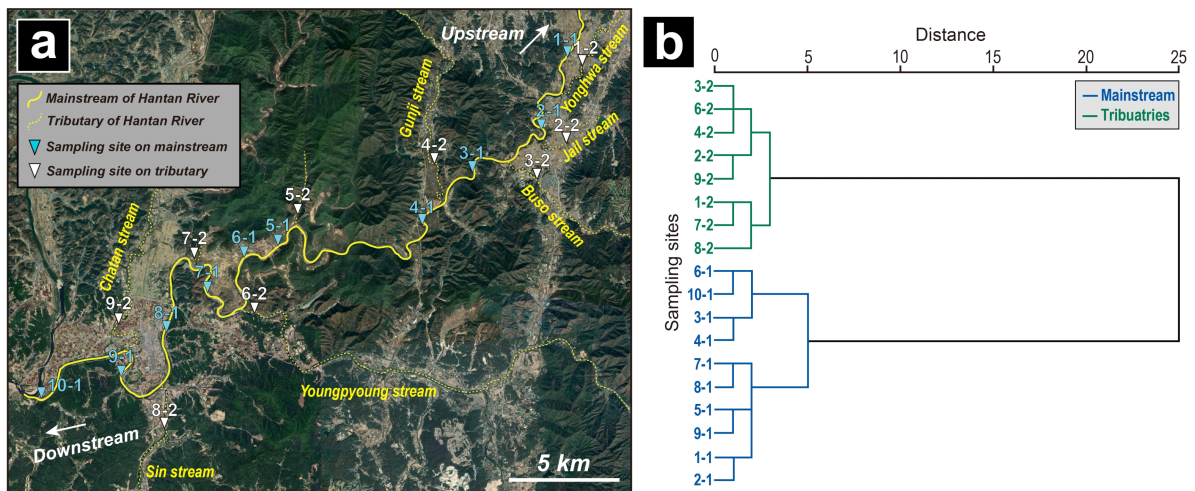 a
Upstream
1-1
1-2
Yonghwa stream
Mainstream of Hantan River
Tributary of Hantan River
Sampling site on mainstream
Sampling site on tributary
Gunji stream
2-1
2-2
Jail stream
4-2
3-1
3-2
Buso stream
5-2
4-1
Chatan stream
7-2
6-1
5-1
7-1
6-2
9-2
8-1
9-1
10-1
Youngpyoung stream
8-2
Downstream
Sin stream
5 km
b
Distance
0 5 10 15 20 25
Mainstream
Tribuatries
Sampling sites
3-2
6-2
4-2
2-2
9-2
1-2
7-2
8-2
6-1
10-1
3-1
4-1
7-1
8-1
5-1
9-1
1-1
2-1